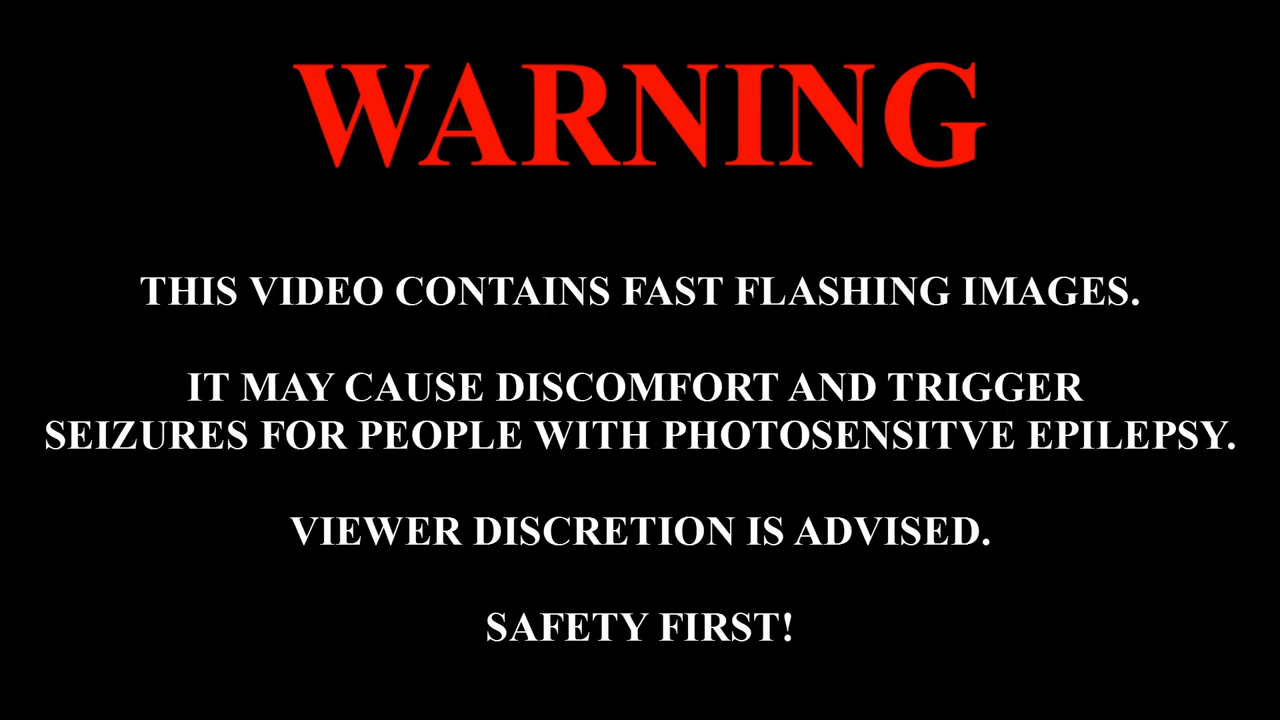 WARNING
THIS VIDEO CONTAINS FAST FLASHING IMAGES.
IT MAY CAUSE DISCOMFORT AND TRIGGER
SEIZURES FOR PEOPLE WITH PHOTOSENSITVE EPILEPSY.
VIEWER DISCRETION IS ADVISED.
SAFETY FIRST!